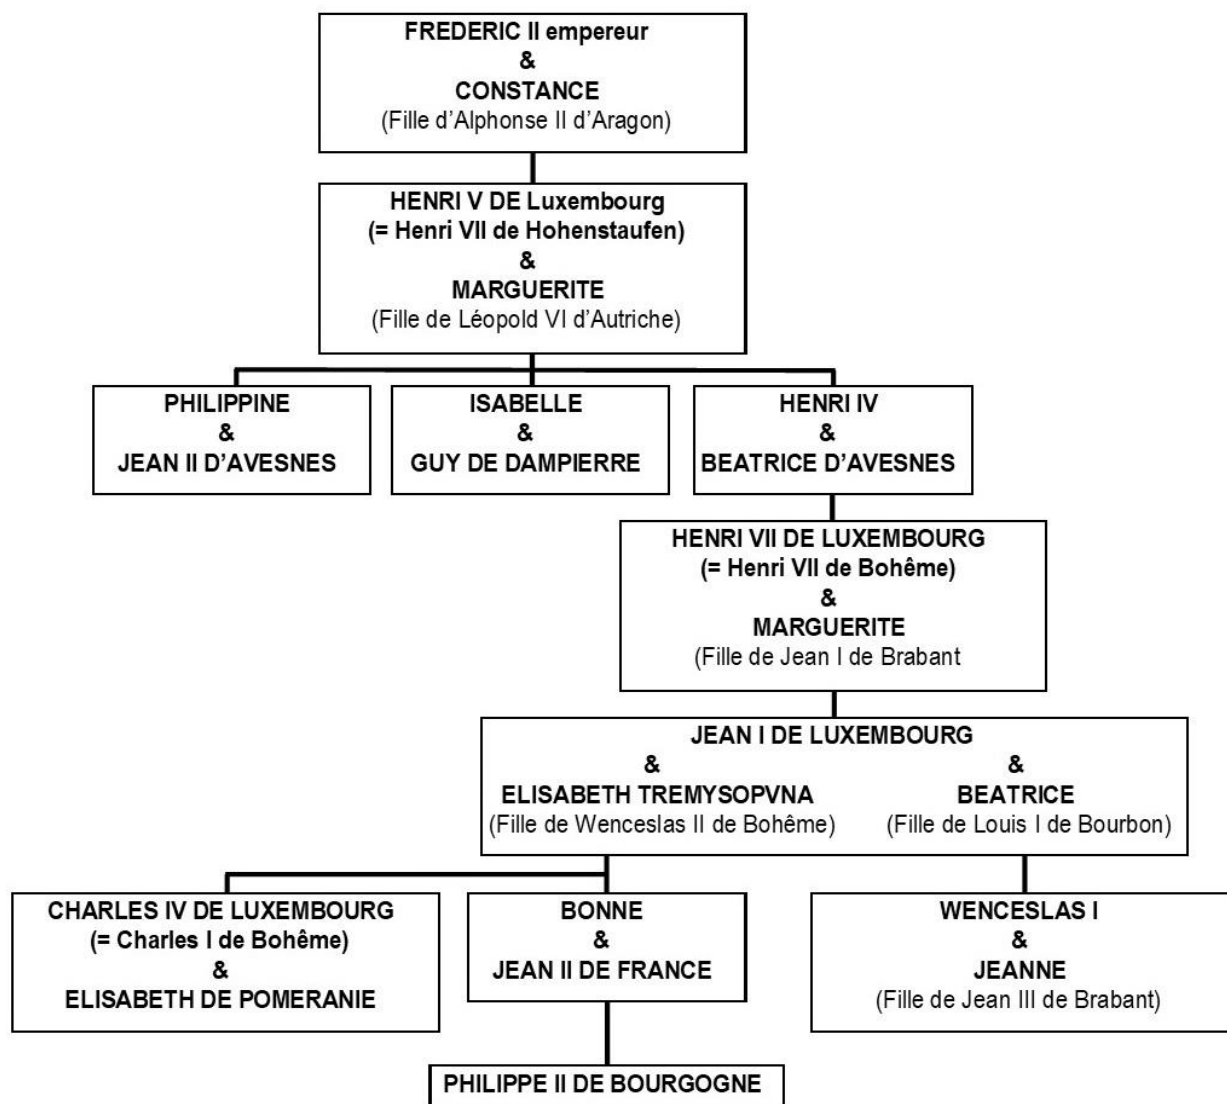 FREDERIC II empereur
&
CONSTANCE
(Fille d'Alphonse II d'Aragon)
HENRI V DE Luxembourg
(= Henri VII de Hohenstaufen)
&
MARGUERITE
(Fille de Léopold VI d'Autriche)
PHILIPPINE
&
JEAN II D'AVESNES
ISABELLE
&
GUY DE DAMPIERRE
HENRI IV
&
BEATRICE D'AVESNES
HENRI VII DE LUXEMBOURG
(= Henri VII de Bohême)
&
MARGUERITE
(Fille de Jean I de Brabant
JEAN I DE LUXEMBOURG
&
ELISABETH TREMYSOPVNA
(Fille de Wenceslas II de Bohême)
&
BEATRICE
(Fille de Louis I de Bourbon)
CHARLES IV DE LUXEMBOURG
(= Charles I de Bohême)
&
ELISABETH DE POMERANIE
BONNE
&
JEAN II DE FRANCE
WENCESLAS I
&
JEANNE
(Fille de Jean III de Brabant)
PHILIPPE II DE BOURGOGNE